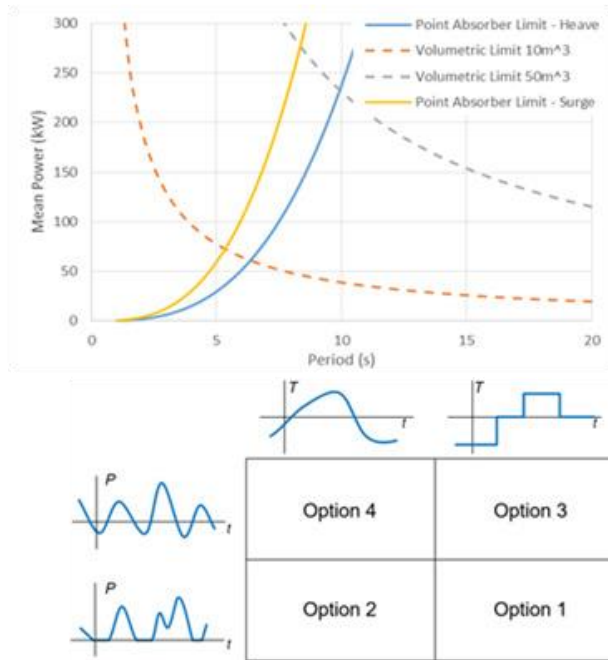 300
250
200
150
100
50
0
Mean Power (kW)
Point Absorber Limit - Heave
Volumetric Limit 10m^3
Volumetric Limit 50m^3
Point Absorber Limit - Surge
0 5 10 15 20
Period (s)
T t T t
P t Option 4 Option 3
P t Option 2 Option 1